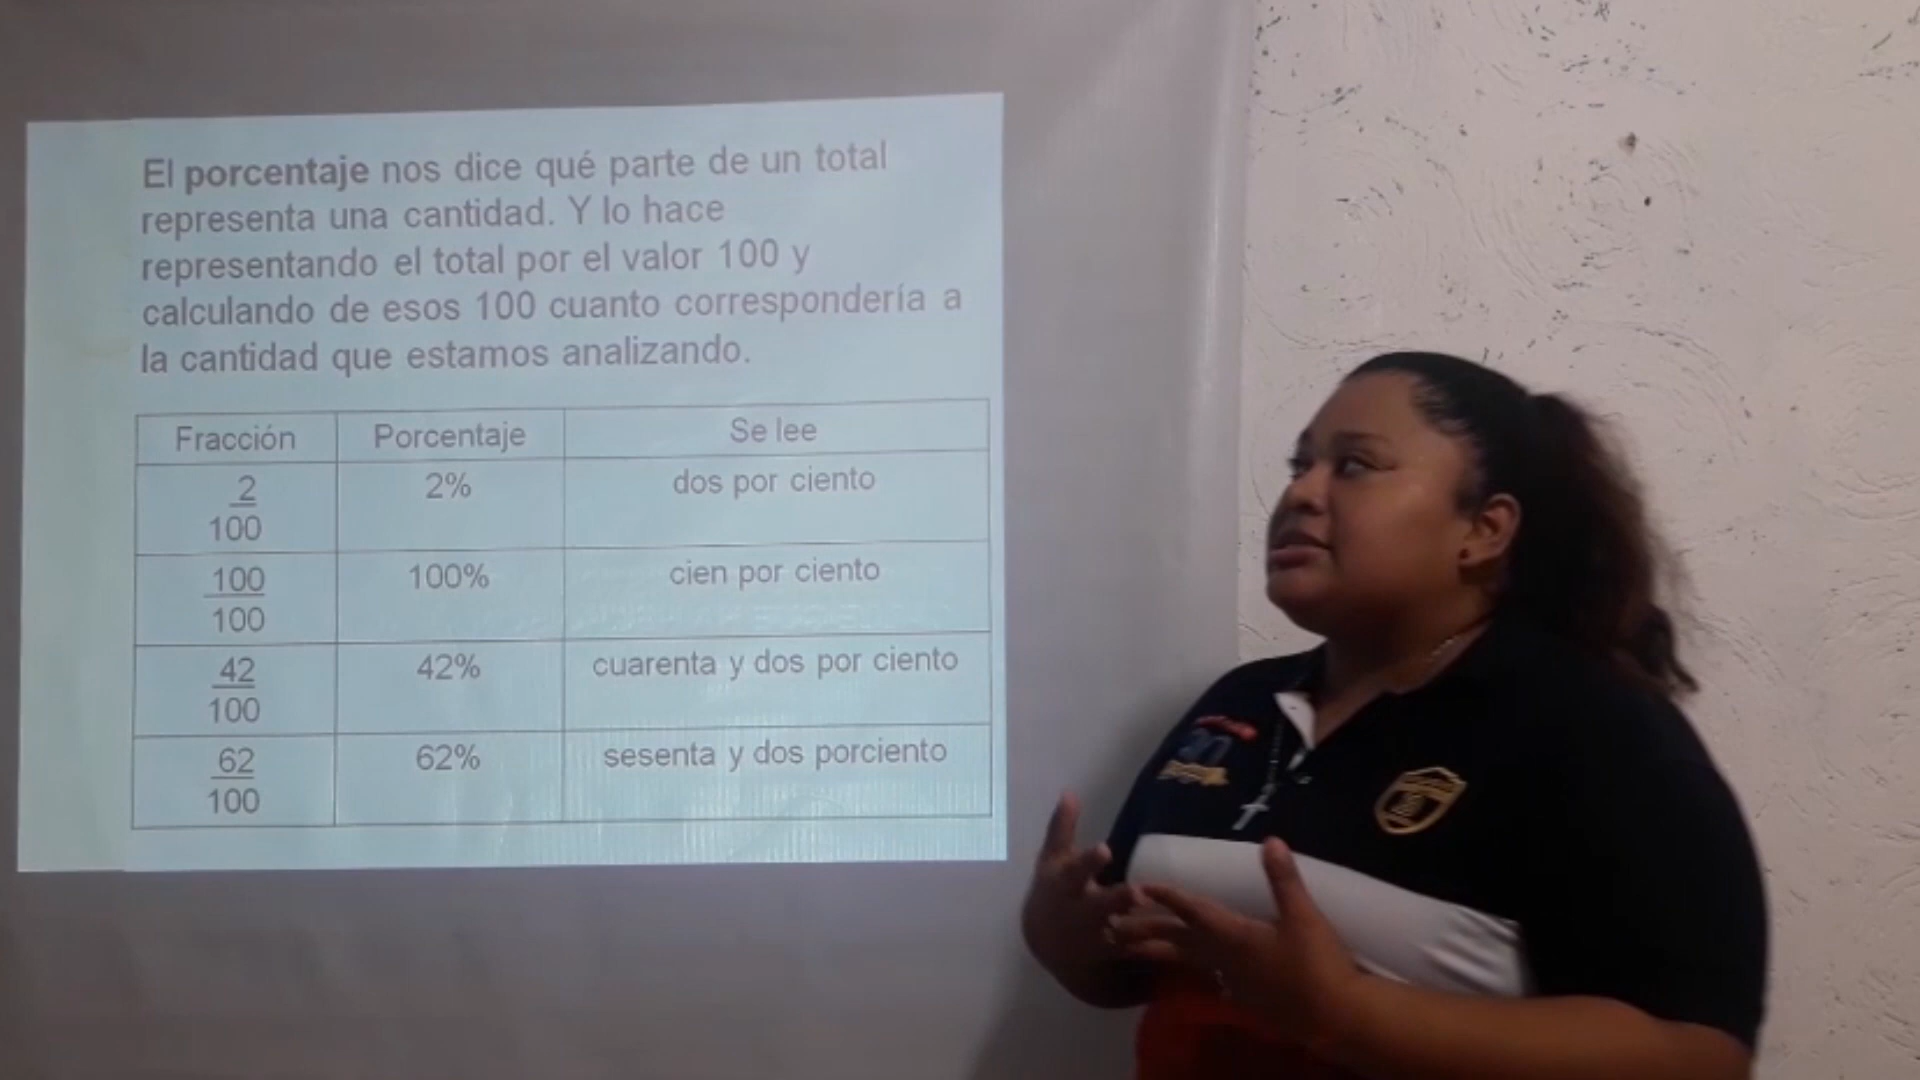 El porcentaje nos dice qué parte de un total
representa una cantidad. Y lo hace
representando el total por el valor 100 y
calculando de esos 100 cuanto correspondería a
la cantidad que estamos analizando.
Fracción Porcentaje Se lee
2
100
2% dos por ciento
100
100
100% cien por ciento
42
100
42% cuarenta y dos por ciento
62
100
62% sesenta y dos porciento